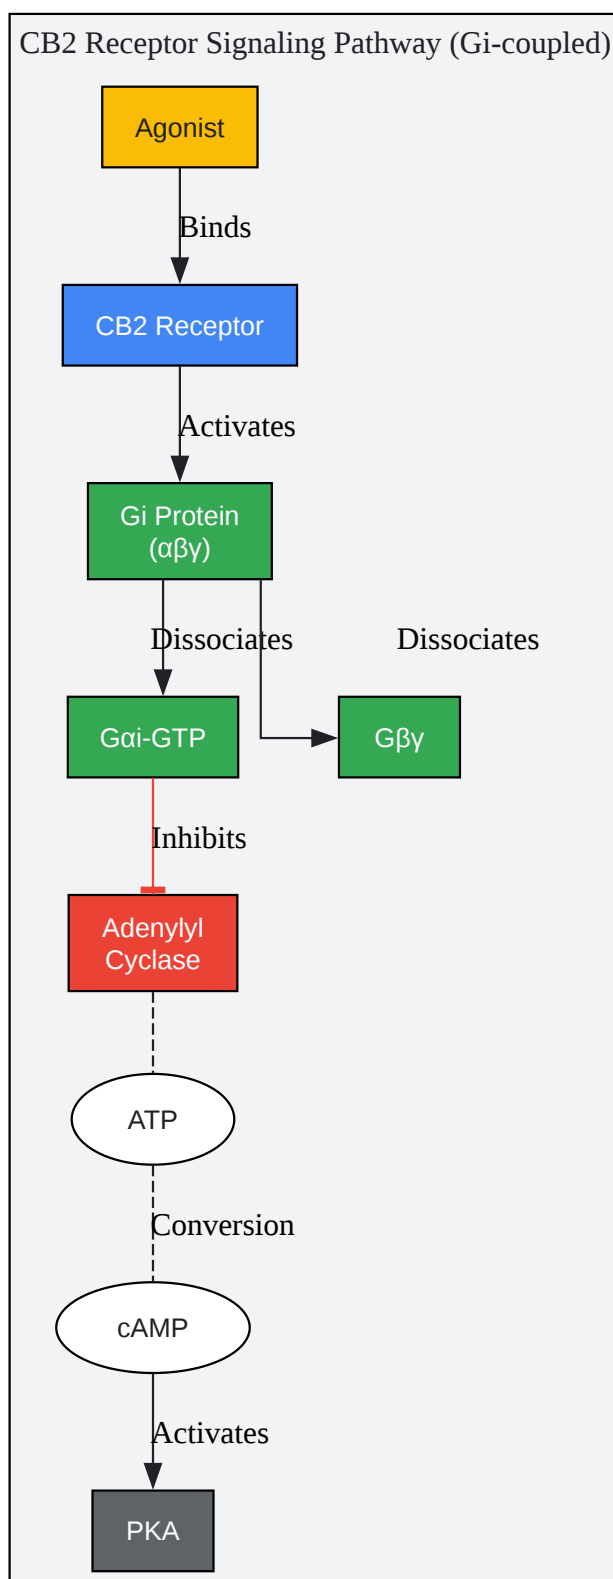 CB2 Receptor Signaling Pathway (Gi-coupled)
Agonist
Binds
CB2 Receptor
Activates
Gi Protein
(αβγ)
Dissociates
Dissociates
Gαi-GTP
Gβγ
Inhibits
Adenylyl
Cyclase
ATP
Conversion
cAMP
Activates
PKA